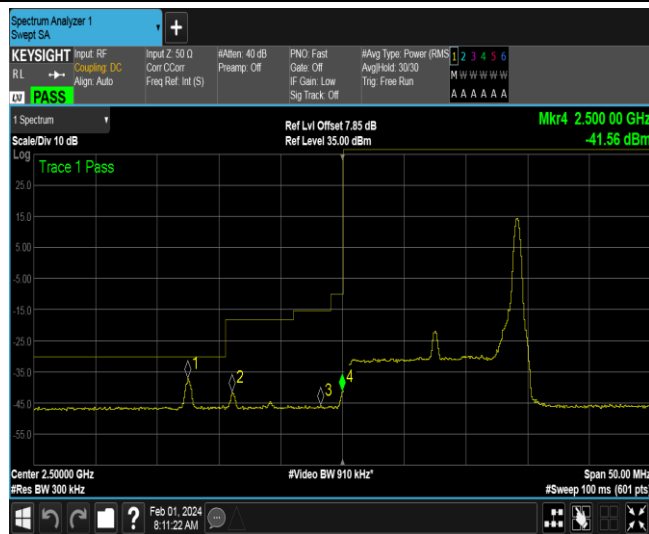 Spectrum Analyzer 1
Swept SA
+
KEYSIGHT Input: RF Input Z: 50 Ω #Atten: 40 dB PNO: Fast #Avg Type: Power (RMS 1 2 3 4 5 6
RL Coupling: DC Corr CCorr Preamp: Off Gate: Off Avg|Hold: 30/30 M W W W W W
Align: Auto Freq Ref: Int (S) IF Gain: Low Trig: Free Run
LXI PASS Sig Track: Off A A A A A A
1 Spectrum Ref Lvl Offset 7.85 dB Mkr4 2.500 00 GHz
Scale/Div 10 dB Ref Level 35.00 dBm -41.56 dBm
Log
Trace 1 Pass
25.0
15.0
5.00
-5.00
-15.0
-25.0
-35.0
-45.0
-55.0
1
2
3
4
Center 2.50000 GHz #Video BW 910 kHz* Span 50.00 MHz
#Res BW 300 kHz #Sweep 100 ms (601 pts)
? Feb 01, 2024
8:11:22 AM